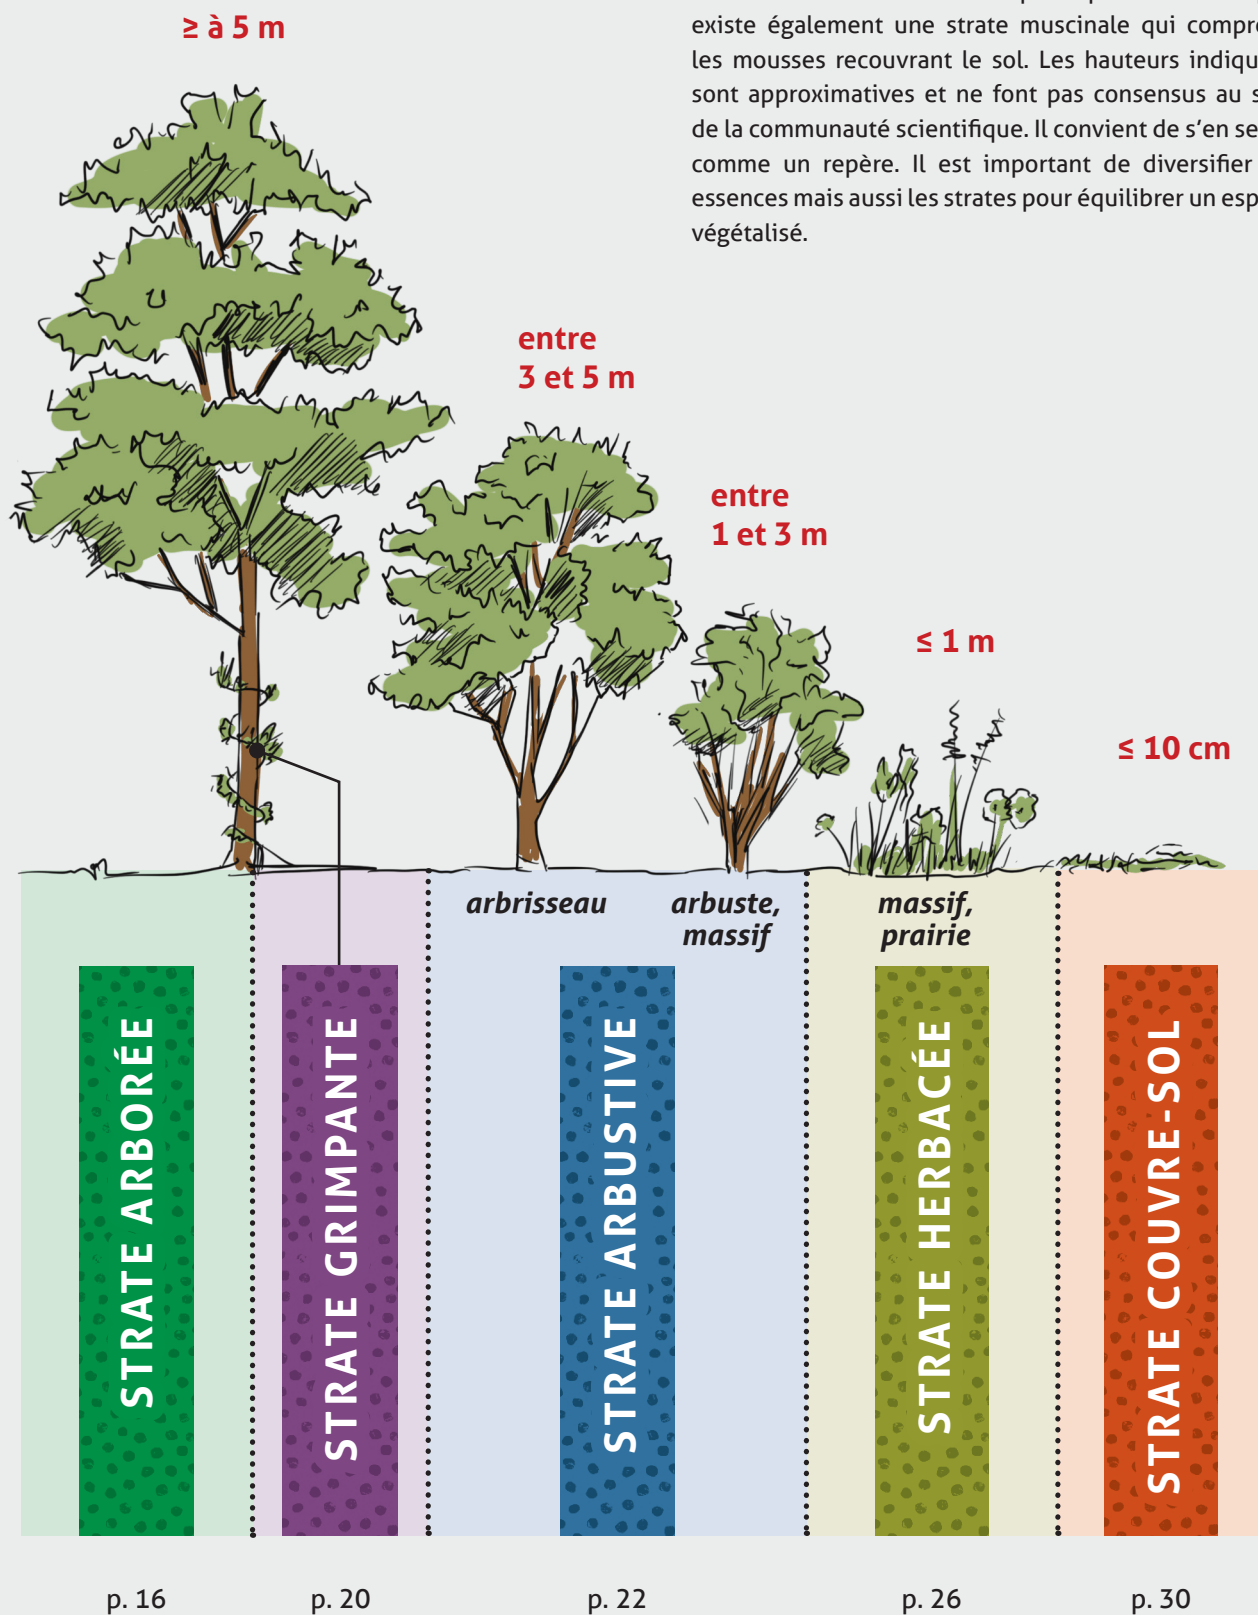 ≥ à 5 m
existe également une strate muscinale qui compre
les mousses recouvrant le sol. Les hauteurs indiqu
sont approximatives et ne font pas consensus au s
de la communauté scientifique. Il convient de s'en se
comme un repère. Il est important de diversifier
essences mais aussi les strates pour équilibrer un esp
végétalisé.
entre
3 et 5 m
entre
1 et 3 m
≤ 1 m
≤ 10 cm
arbrisseau
arbuste,
massif
massif,
prairie
STRATE ARBORÉE
STRATE GRIMPANTE
STRATE ARBUSTIVE
STRATE HERBACÉE
STRATE COUVRE-SOL
p. 16
p. 20
p. 22
p. 26
p. 30